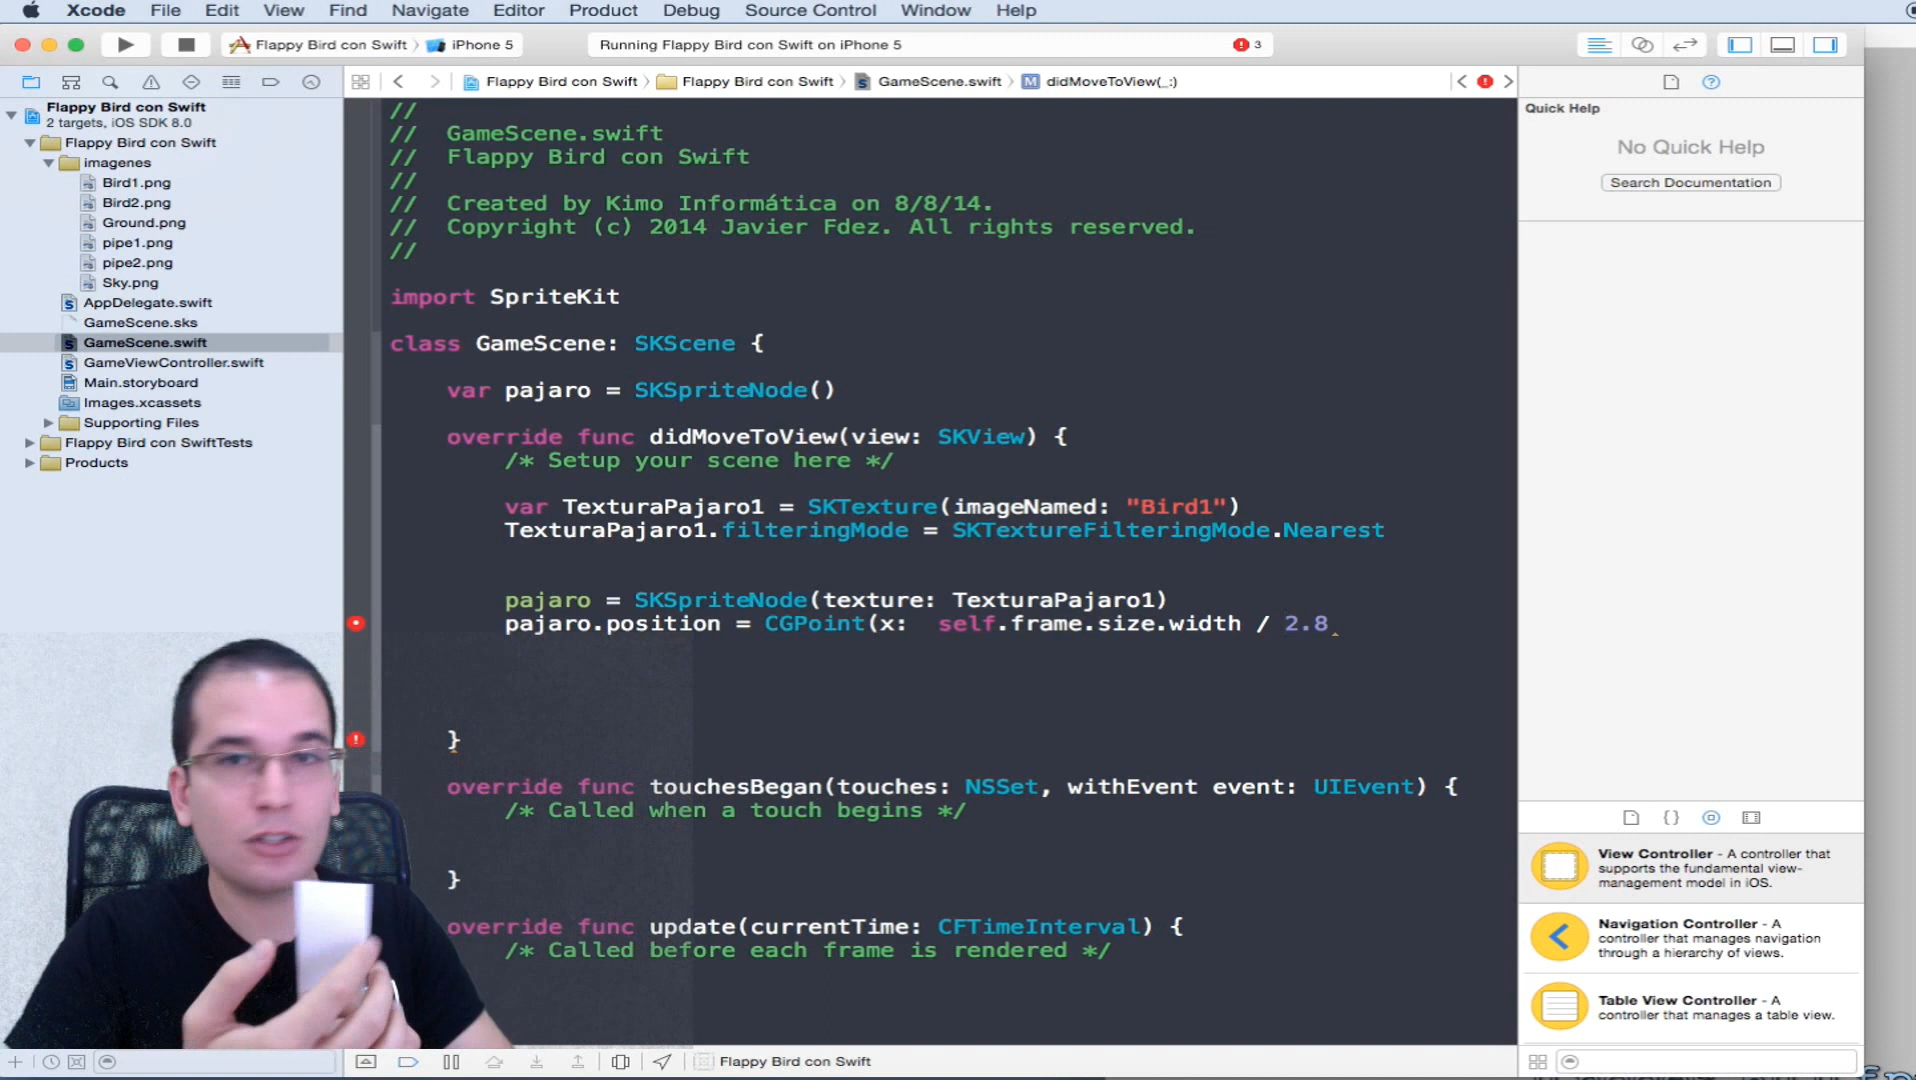 Xcode File Edit View Find Navigate Editor Product Debug Source Control Window Help
Flappy Bird con Swift iPhone 5 Running Flappy Bird con Swift on iPhone 5 3
Flappy Bird con Swift Flappy Bird con Swift GameScene.swift M didMoveToView(_:)
Flappy Bird con Swift
2 targets, iOS SDK 8.0
Flappy Bird con Swift
imagenes
Bird1.png
Bird2.png
Ground.png
pipe1.png
pipe2.png
Sky.png
AppDelegate.swift
GameScene.sks
GameScene.swift
GameViewController.swift
Main.storyboard
Images.xcassets
Supporting Files
Flappy Bird con SwiftTests
Products
//
// GameScene.swift
// Flappy Bird con Swift
//
// Created by Kimo Informática on 8/8/14.
// Copyright (c) 2014 Javier Fdez. All rights reserved.
//
import SpriteKit
class GameScene: SKScene {
var pajaro = SKSpriteNode()
override func didMoveToView(view: SKView) {
/* Setup your scene here */
var TexturaPajaro1 = SKTexture(imageNamed: "Bird1")
TexturaPajaro1.filteringMode = SKTextureFilteringMode.Nearest
pajaro = SKSpriteNode(texture: TexturaPajaro1)
pajaro.position = CGPoint(x: self.frame.size.width / 2.8
}
override func touchesBegan(touches: NSSet, withEvent event: UIEvent) {
/* Called when a touch begins */
}
override func update(currentTime: CFTimeInterval) {
/* Called before each frame is rendered */
Flappy Bird con Swift
Quick Help
No Quick Help
Search Documentation
View Controller - A controller that
supports the fundamental view-
management model in iOS.
Navigation Controller - A
controller that manages navigation
through a hierarchy of views.
Table View Controller - A
controller that manages a table view.